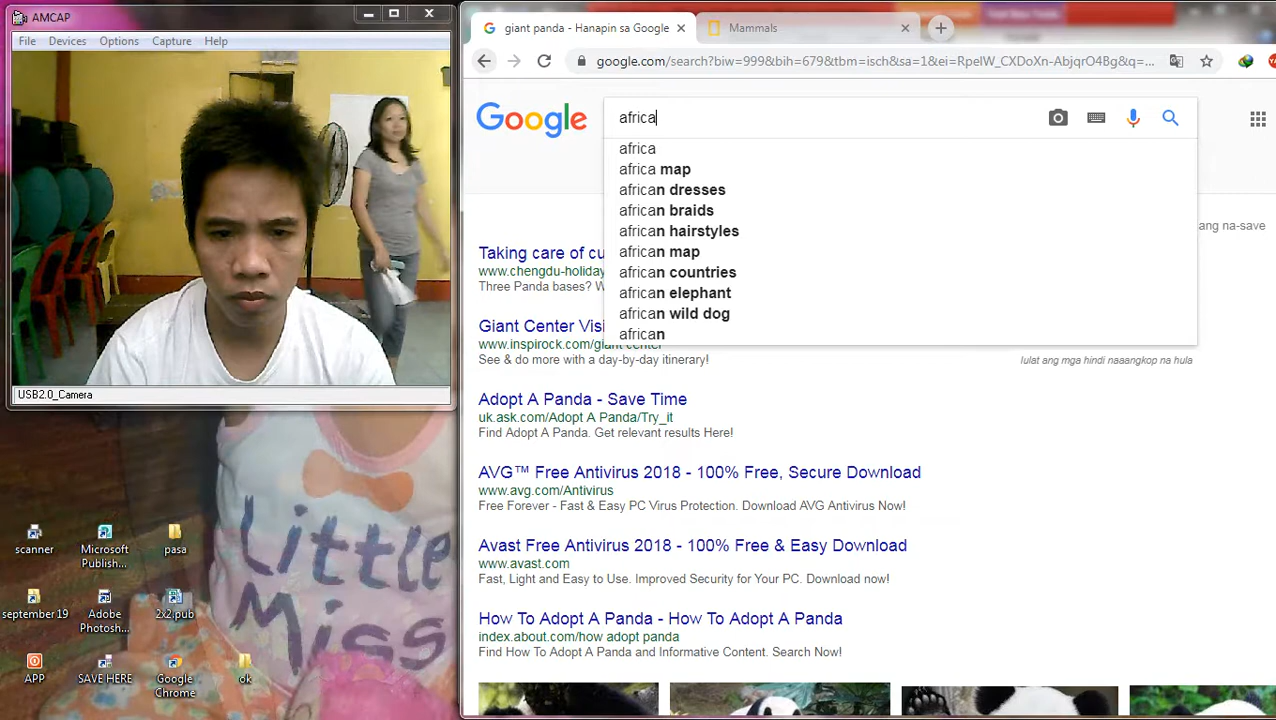 AMCAP
File Devices Options Capture Help
USB2.0_Camera
LittLe
Miss
scanner
Microsoft Publish...
pasa
september 19
Adobe Photosh...
2x2.pub
APP
SAVE HERE
Google Chrome
ok
giant panda - Hanapin sa Google
Mammals
google.com/search?biw=999&bih=679&tbm=isch&sa=1&ei=RpeIW_CXDoXn-AbjqrO4Bg&q=...
Google
africa
africa
africa map
african dresses
african braids
african hairstyles
african map
african countries
african elephant
african wild dog
african
Iulat ang mga hindi naaangkop na hula
ang na-save
Taking care of cu
www.chengdu-holiday
Three Panda bases? W
Giant Center Visi
www.inspirock.com/giant-center
See & do more with a day-by-day itinerary!
Adopt A Panda - Save Time
uk.ask.com/Adopt A Panda/Try_it
Find Adopt A Panda. Get relevant results Here!
AVG™ Free Antivirus 2018 - 100% Free, Secure Download
www.avg.com/Antivirus
Free Forever - Fast & Easy PC Virus Protection. Download AVG Antivirus Now!
Avast Free Antivirus 2018 - 100% Free & Easy Download
www.avast.com
Fast, Light and Easy to Use. Improved Security for Your PC. Download now!
How To Adopt A Panda - How To Adopt A Panda
index.about.com/how adopt panda
Find How To Adopt A Panda and Informative Content. Search Now!